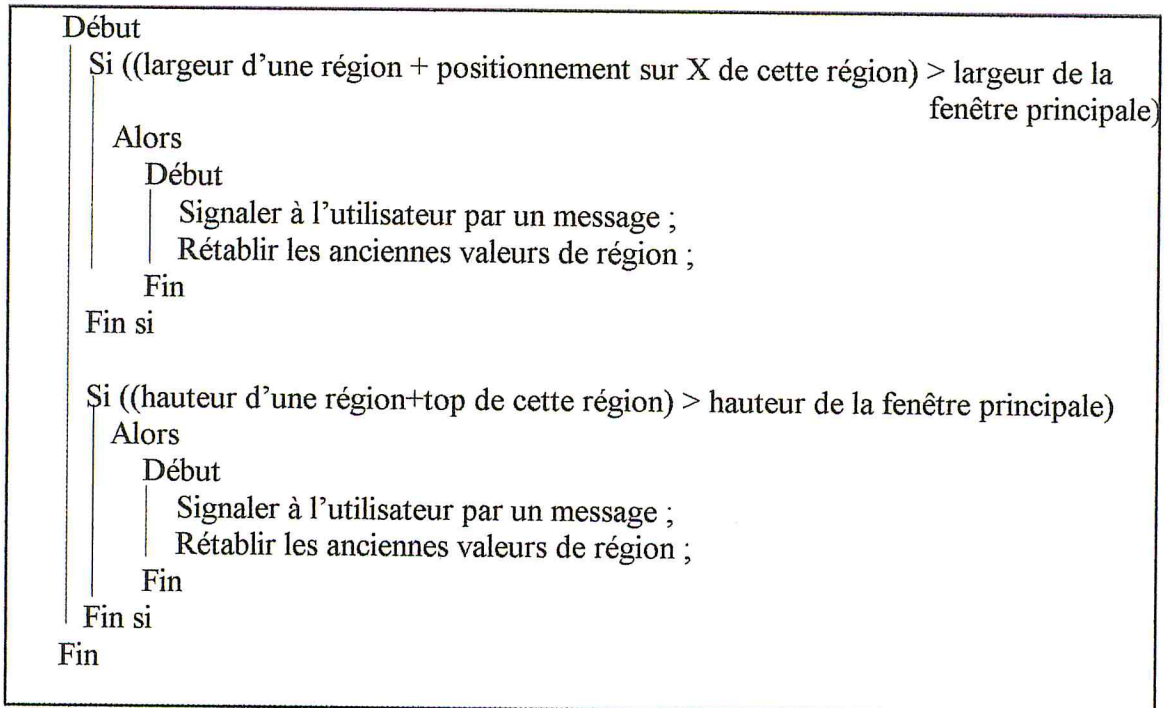 Début
Si ((largeur d'une région + positionnement sur X de cette région) > largeur de la
fenêtre principale)
Alors
Début
Signaler à l'utilisateur par un message ;
Rétablir les anciennes valeurs de région ;
Fin
Fin si
Si ((hauteur d'une région+top de cette région) > hauteur de la fenêtre principale)
Alors
Début
Signaler à l'utilisateur par un message ;
Rétablir les anciennes valeurs de région ;
Fin
Fin si
Fin